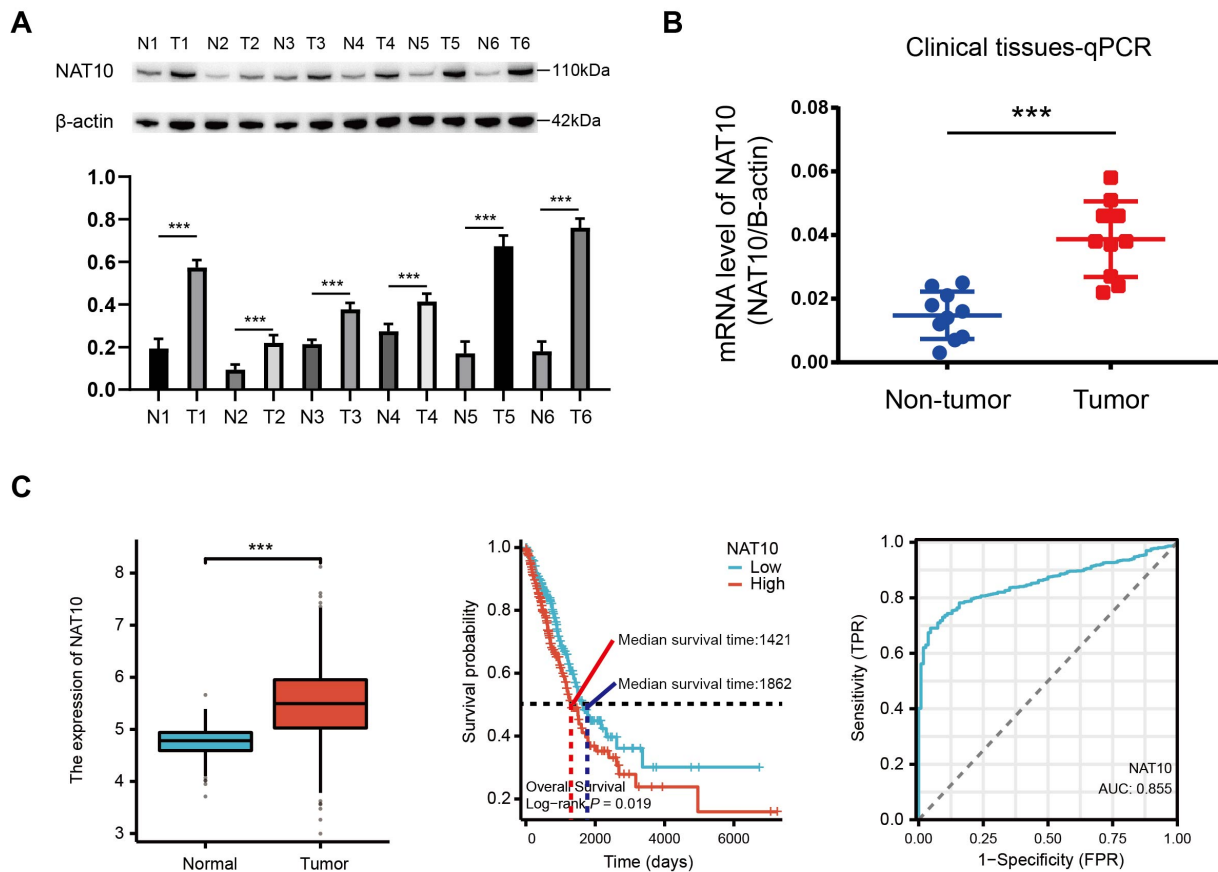 A
N1 T1 N2 T2 N3 T3 N4 T4 N5 T5 N6 T6
NAT10
110kDa
β-actin
42kDa
1.0
0.8
0.6
0.4
0.2
0.0
*** *** *** *** *** ***
N1 T1 N2 T2 N3 T3 N4 T4 N5 T5 N6 T6
B
Clinical tissues-qPCR
mRNA level of NAT10
(NAT10/B-actin)
0.08
0.06
0.04
0.02
0.00
***
Non-tumor Tumor
C
The expression of NAT10
8
7
6
5
4
3
***
Normal Tumor
Survival probability
1.0
0.8
0.6
0.4
0.2
NAT10
Low
High
Median survival time:1421
Median survival time:1862
Overall Survival
Log-rank P = 0.019
0 2000 4000 6000
Time (days)
Sensitivity (TPR)
1.0
0.8
0.6
0.4
0.2
0.0
NAT10
AUC: 0.855
0.00 0.25 0.50 0.75 1.00
1-Specificity (FPR)